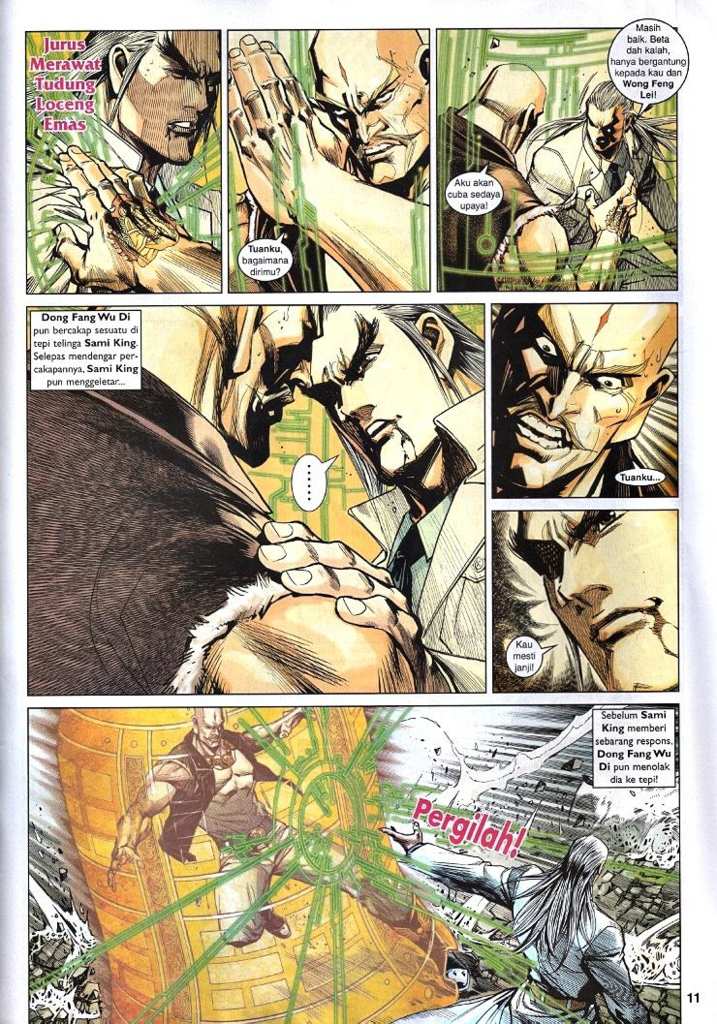 Jurus
Merawat
Tudung
Loceng
Emas
Tuanku,
bagaimana
dirimu?
Masih
baik. Beta
dah kalah,
hanya bergantung
kepada kau dan
Wong Feng
Lei!
Aku akan
cuba sedaya
upaya!
Dong Fang Wu Di
pun bercakap sesuatu di
tepi telinga Sami King.
Selepas mendengar per-
cakapannya, Sami King
pun menggeletar...
......
Tuanku...
Kau
mesti
janji!
Sebelum Sami
King memberi
sebarang respons,
Dong Fang Wu
Di pun menolak
dia ke tepi!
Pergilah!
11